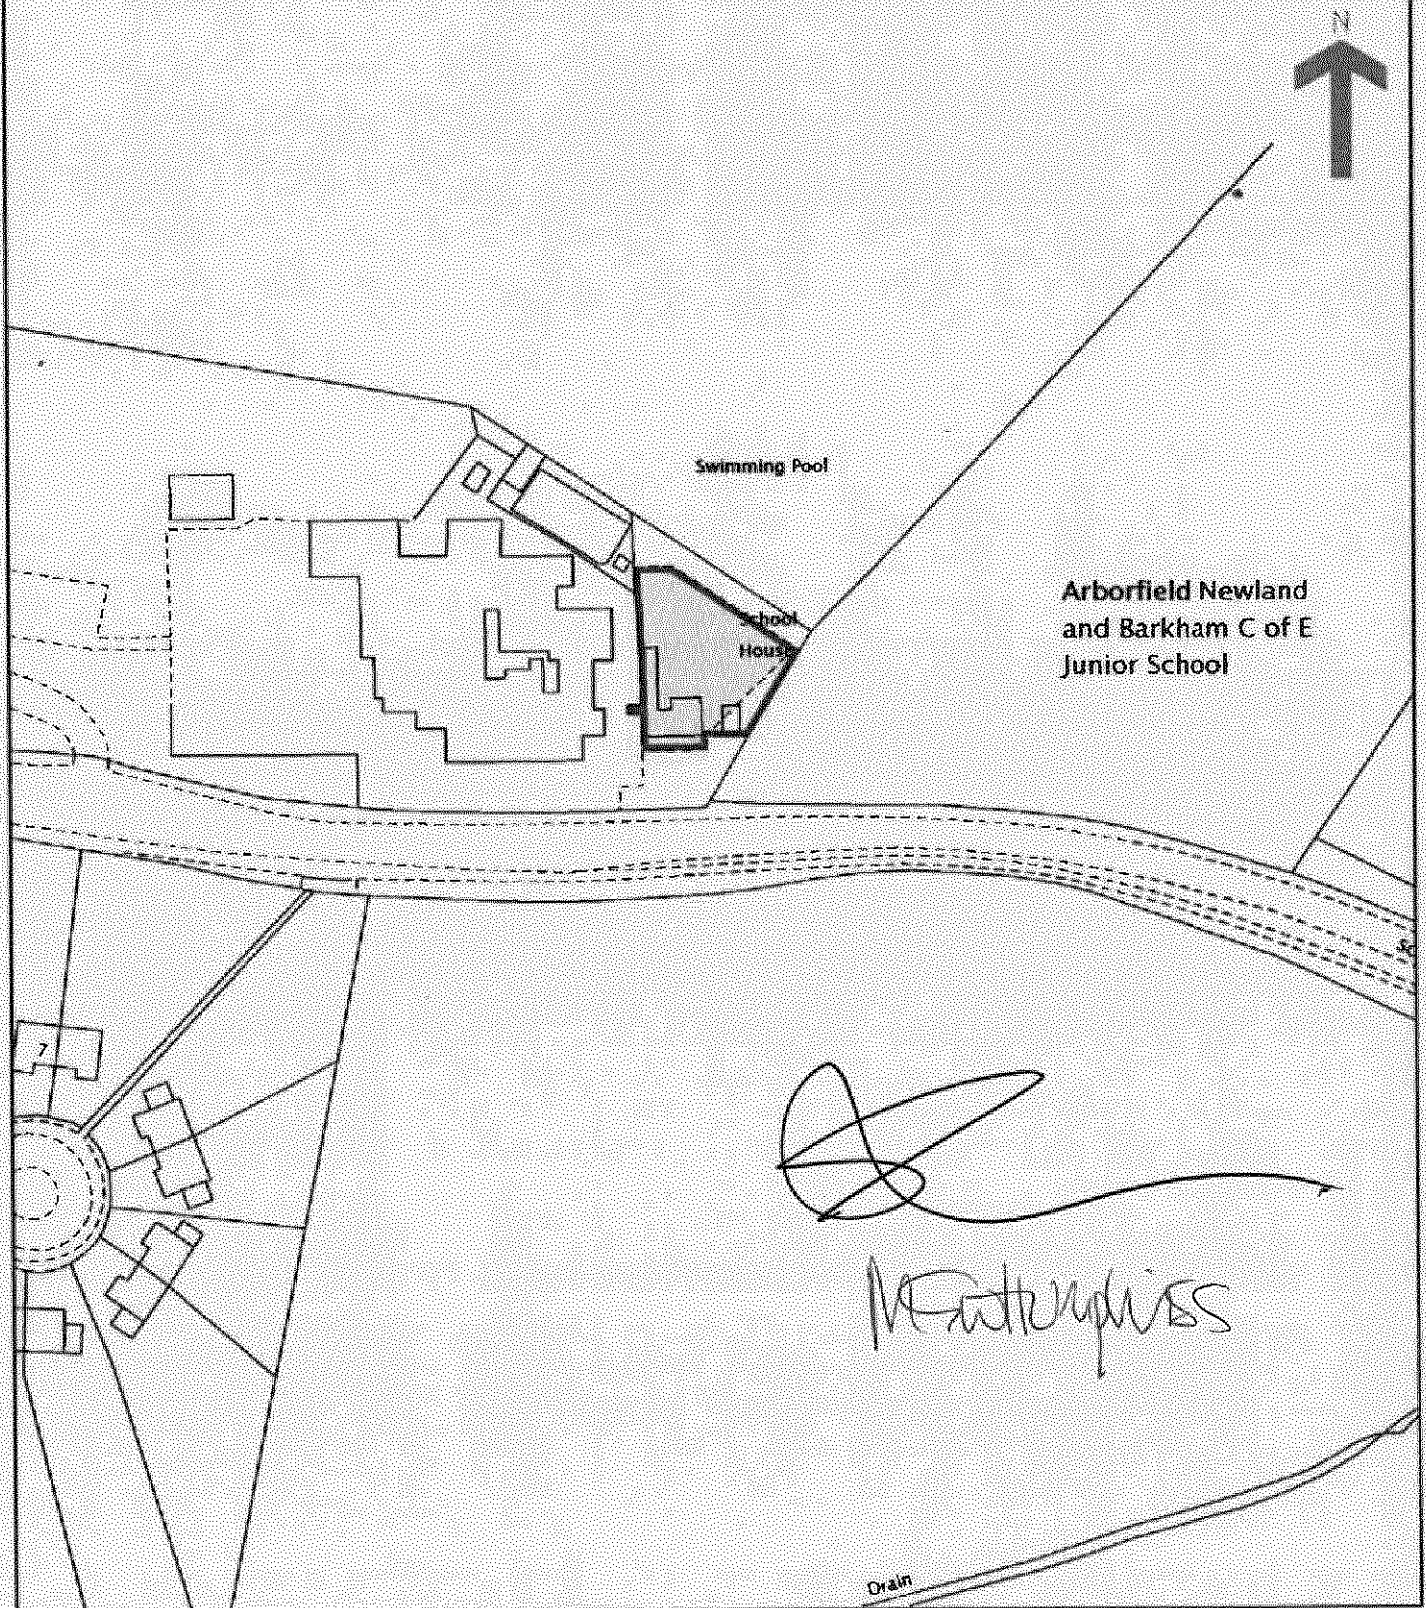 N
Swimming Pool
School
House
Arborfield Newland
and Barkham C of E
Junior School
7
Drain